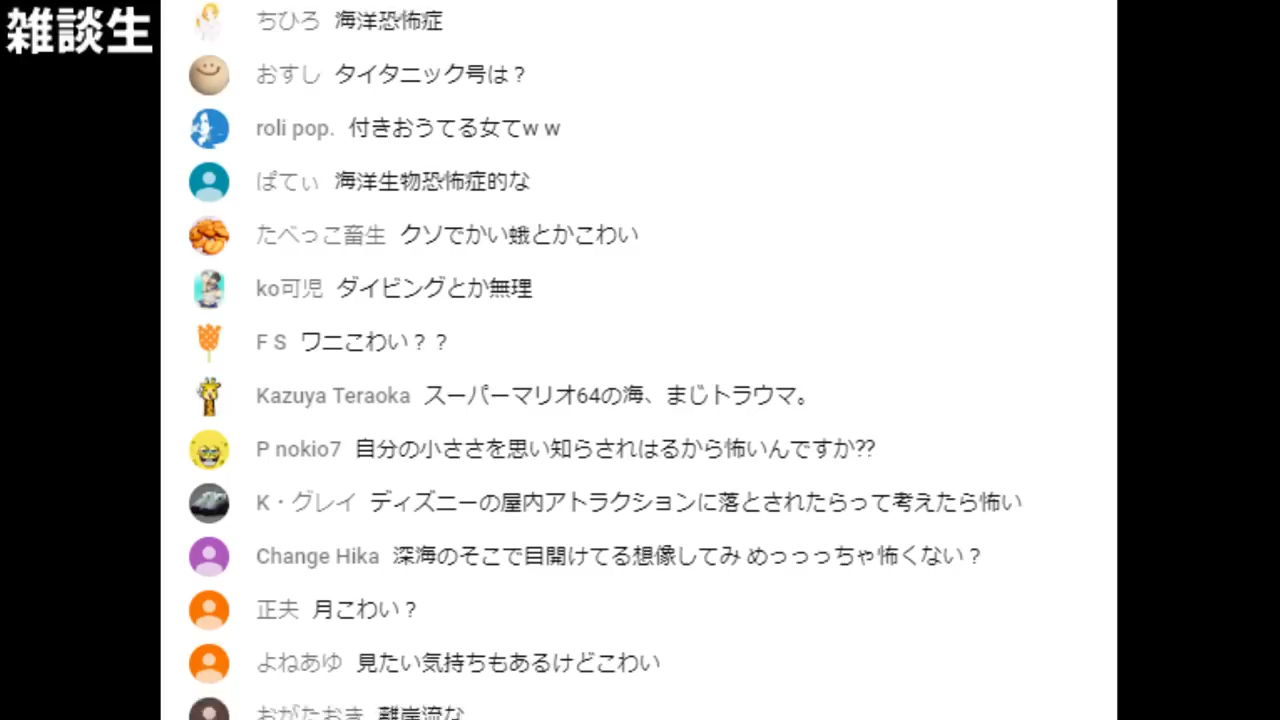 雑談生
ちひろ 海洋恐怖症
おすし タイタニック号は？
roli pop. 付きおうてる女てw w
ぱてぃ 海洋生物恐怖症的な
たべっこ畜生 クソでかい蛾とかこわい
ko可児 ダイビングとか無理
F S ワニこわい？？
Kazuya Teraoka スーパーマリオ64の海、まじトラウマ。
P nokio7 自分の小ささを思い知らされはるから怖いんですか??
K・グレイ ディズニーの屋内アトラクションに落とされたらって考えたら怖い
Change Hika 深海のそこで目開けてる想像してみ めっっっちゃ怖くない？
正夫 月こわい？
よねあゆ 見たい気持ちもあるけどこわい
おがたおき 離岸流な